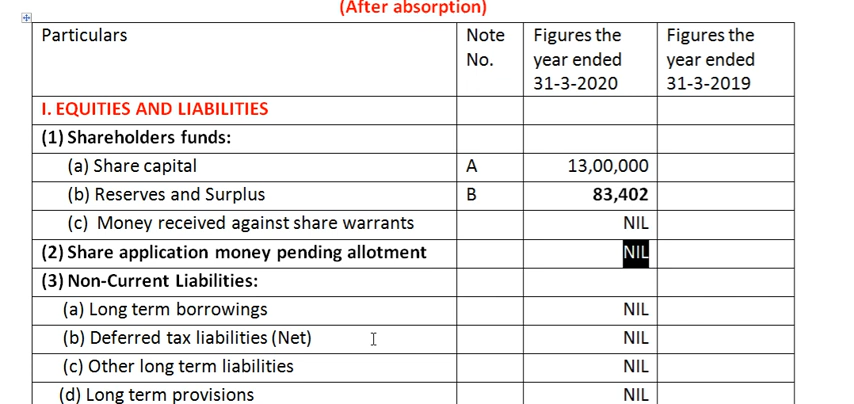 (After absorption)
Particulars Note No. Figures the year ended 31-3-2020 Figures the year ended 31-3-2019
I. EQUITIES AND LIABILITIES
(1) Shareholders funds:
(a) Share capital A 13,00,000
(b) Reserves and Surplus B 83,402
(c) Money received against share warrants NIL
(2) Share application money pending allotment NIL
(3) Non-Current Liabilities:
(a) Long term borrowings NIL
(b) Deferred tax liabilities (Net) NIL
(c) Other long term liabilities NIL
(d) Long term provisions NIL